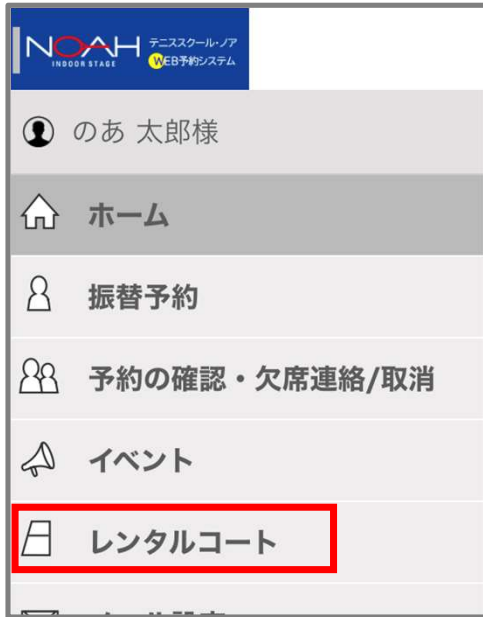 NOAH
INDOOR STAGE
テニススクール・ノア
WEB予約システム
のあ 太郎様
ホーム
振替予約
予約の確認・欠席連絡/取消
イベント
レンタルコート